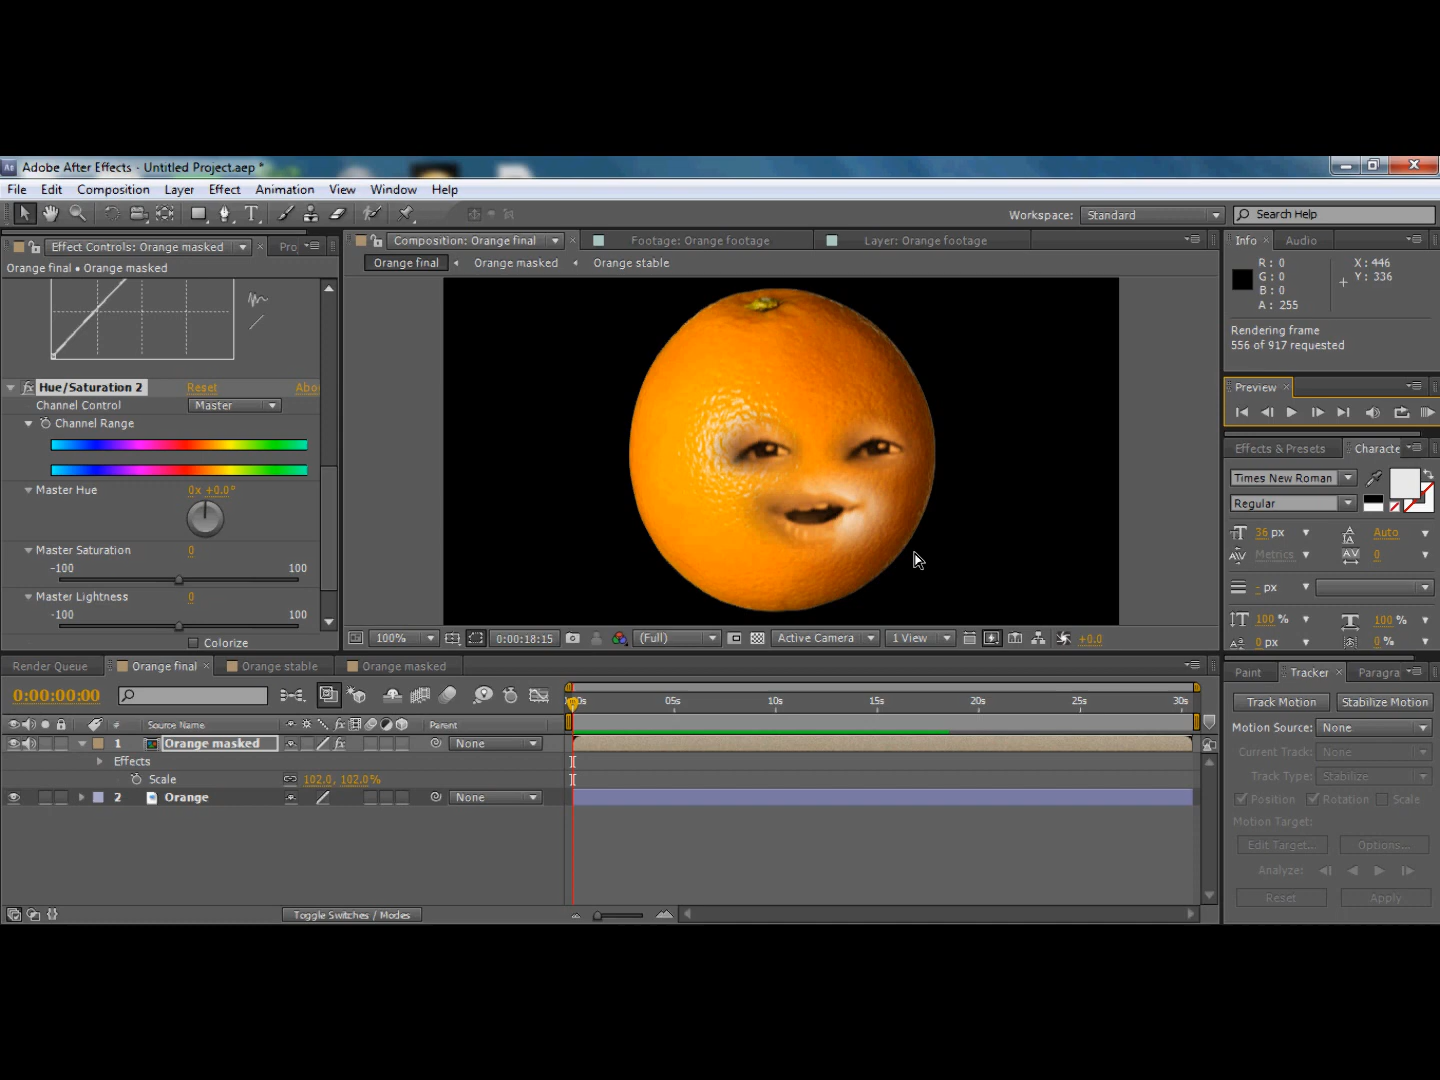 Adobe After Effects - Untitled Project.aep *
File Edit Composition Layer Effect Animation View Window Help
Workspace: Standard Search Help
Effect Controls: Orange masked Pro
Orange final • Orange masked
Composition: Orange final Footage: Orange footage Layer: Orange footage
Orange final Orange masked Orange stable
Info Audio
R: 0
G: 0
B: 0
A: 255
X: 446
Y: 336
Rendering frame
556 of 917 requested
Preview
Hue/Saturation 2 Reset Abo
Channel Control Master
Channel Range
Master Hue 0x +0.0°
Master Saturation 0
-100 100
Master Lightness 0
-100 100
Colorize
Effects & Presets Characte
Times New Roman
Regular
36 px Auto
Metrics 0
- px
100 % 100 %
0 px 0 %
100% 0:00:18:15 (Full) Active Camera 1 View +0.0
Render Queue Orange final Orange stable Orange masked
0:00:00:00
05s 10s 15s 20s 25s 30s
# Source Name Parent
1 Orange masked None
Effects
Scale 102.0, 102.0%
2 Orange None
Toggle Switches / Modes
Paint Tracker Paragra
Track Motion Stabilize Motion
Motion Source: None
Current Track: None
Track Type: Stabilize
Position Rotation Scale
Motion Target:
Edit Target... Options...
Analyze:
Reset Apply